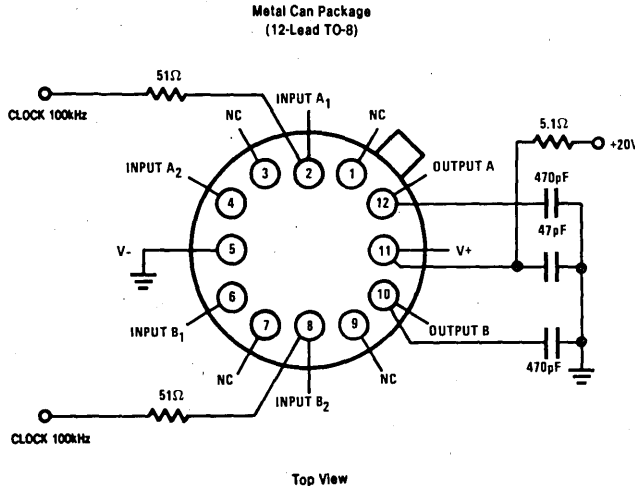 Metal Can Package
(12-Lead TO-8)
51Ω
CLOCK 100kHz
INPUT A1
NC
NC
5.1Ω
+20V
INPUT A2
OUTPUT A
470pF
3
2
1
4
12
47pF
V-
5
11
V+
6
10
INPUT B1
OUTPUT B
7
8
9
470pF
NC
NC
51Ω
INPUT B2
CLOCK 100kHz
Top View